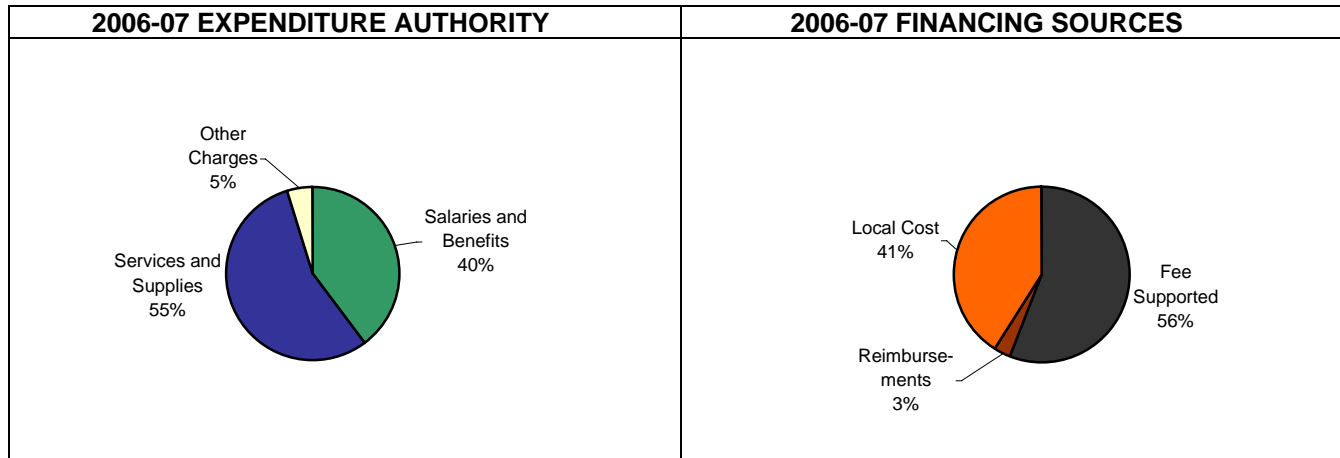 2006-07 EXPENDITURE AUTHORITY
Other
Charges
5%
Salaries and
Benefits
40%
Services and
Supplies
55%
2006-07 FINANCING SOURCES
Local Cost
41%
Fee
Supported
56%
Reimburse-
ments
3%